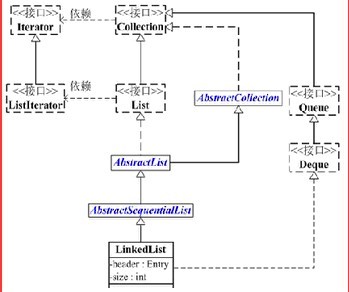 <<接口>>
Iterator
依赖
<<接口>>
Collection
<<接口>>
ListIterator
依赖
<<接口>>
List
AbstractCollection
<<接口>>
Queue
AbstractList
<<接口>>
Deque
AbstractSequentialList
LinkedList
-header : Entry
-size : int